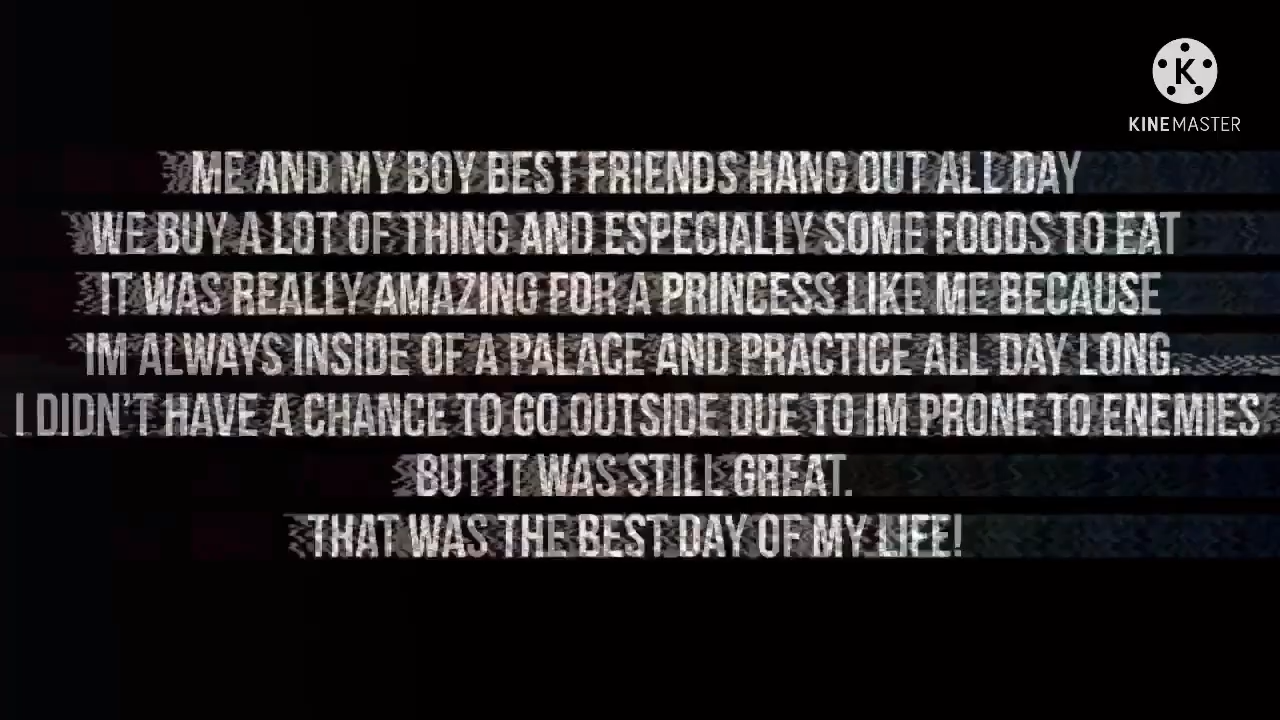 KINEMASTER
ME AND MY BOY BEST FRIENDS HANG OUT ALL DAY
WE BUY A LOT OF THING AND ESPECIALLY SOME FOODS TO EAT
IT WAS REALLY AMAZING FOR A PRINCESS LIKE ME BECAUSE
IM ALWAYS INSIDE OF A PALACE AND PRACTICE ALL DAY LONG.
I DIDN'T HAVE A CHANCE TO GO OUTSIDE DUE TO IM PRONE TO ENEMIES
BUT IT WAS STILL GREAT.
THAT WAS THE BEST DAY OF MY LIFE!